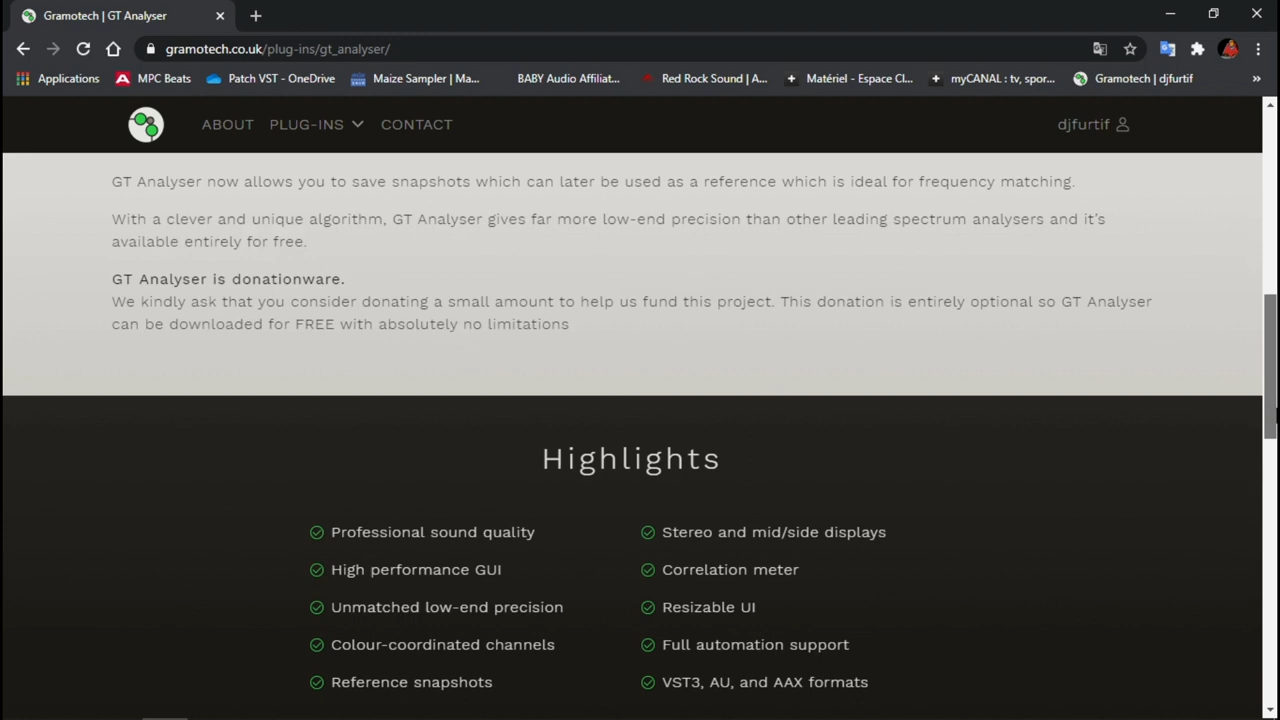 Gramotech | GT Analyser
gramotech.co.uk/plug-ins/gt_analyser/
Applications
MPC Beats
Patch VST - OneDrive
Maize Sampler | Ma...
BABY Audio Affiliat...
Red Rock Sound | A...
Matériel - Espace Cl...
myCANAL : tv, spor...
Gramotech | djfurtif
»
ABOUT PLUG-INS CONTACT
djfurtif
GT Analyser now allows you to save snapshots which can later be used as a reference which is ideal for frequency matching.
With a clever and unique algorithm, GT Analyser gives far more low-end precision than other leading spectrum analysers and it's
available entirely for free.
GT Analyser is donationware.
We kindly ask that you consider donating a small amount to help us fund this project. This donation is entirely optional so GT Analyser
can be downloaded for FREE with absolutely no limitations
Highlights
Professional sound quality
High performance GUI
Unmatched low-end precision
Colour-coordinated channels
Reference snapshots
Stereo and mid/side displays
Correlation meter
Resizable UI
Full automation support
VST3, AU, and AAX formats